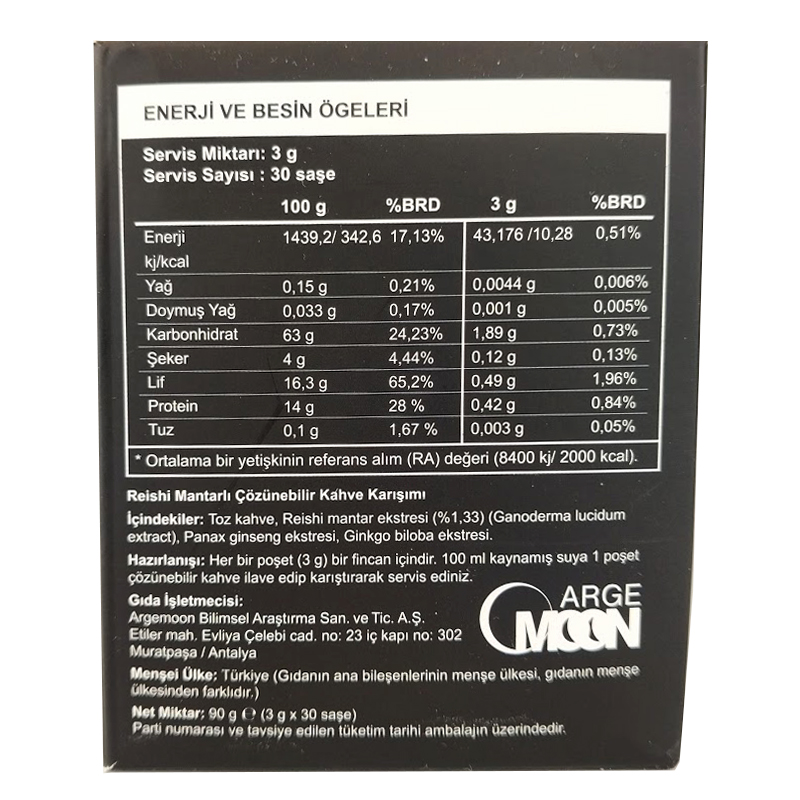 ENERJİ VE BESİN ÖGELERİ
Servis Miktarı: 3 g
Servis Sayısı : 30 saşe
100 g %BRD 3 g %BRD
Enerji 1439,2/ 342,6 17,13% 43,176 /10,28 0,51%
kj/kcal
Yağ 0,15 g 0,21% 0,0044 g 0,006%
Doymuş Yağ 0,033 g 0,17% 0,001 g 0,005%
Karbonhidrat 63 g 24,23% 1,89 g 0,73%
Şeker 4 g 4,44% 0,12 g 0,13%
Lif 16,3 g 65,2% 0,49 g 1,96%
Protein 14 g 28 % 0,42 g 0,84%
Tuz 0,1 g 1,67 % 0,003 g 0,05%
* Ortalama bir yetişkinin referans alım (RA) değeri (8400 kj/ 2000 kcal).
Reishi Mantarlı Çözünebilir Kahve Karışımı
İçindekiler: Toz kahve, Reishi mantar ekstresi (%1,33) (Ganoderma lucidum
extract), Panax ginseng ekstresi, Ginkgo biloba ekstresi.
Hazırlanışı: Her bir poşet (3 g) bir fincan içindir. 100 ml kaynamış suya 1 poşet
çözünebilir kahve ilave edip karıştırarak servis ediniz.
Gıda İşletmecisi:
Argemoon Bilimsel Araştırma San. ve Tic. A.Ş.
Etiler mah. Evliya Çelebi cad. no: 23 iç kapı no: 302
Muratpaşa / Antalya
ARGE
MOON
Menşei Ülke: Türkiye (Gıdanın ana bileşenlerinin menşe ülkesi, gıdanın menşe
ülkesinden farklıdır.)
Net Miktar: 90 g ℮ (3 g x 30 saşe)
Parti numarası ve tavsiye edilen tüketim tarihi ambalajın üzerindedir.